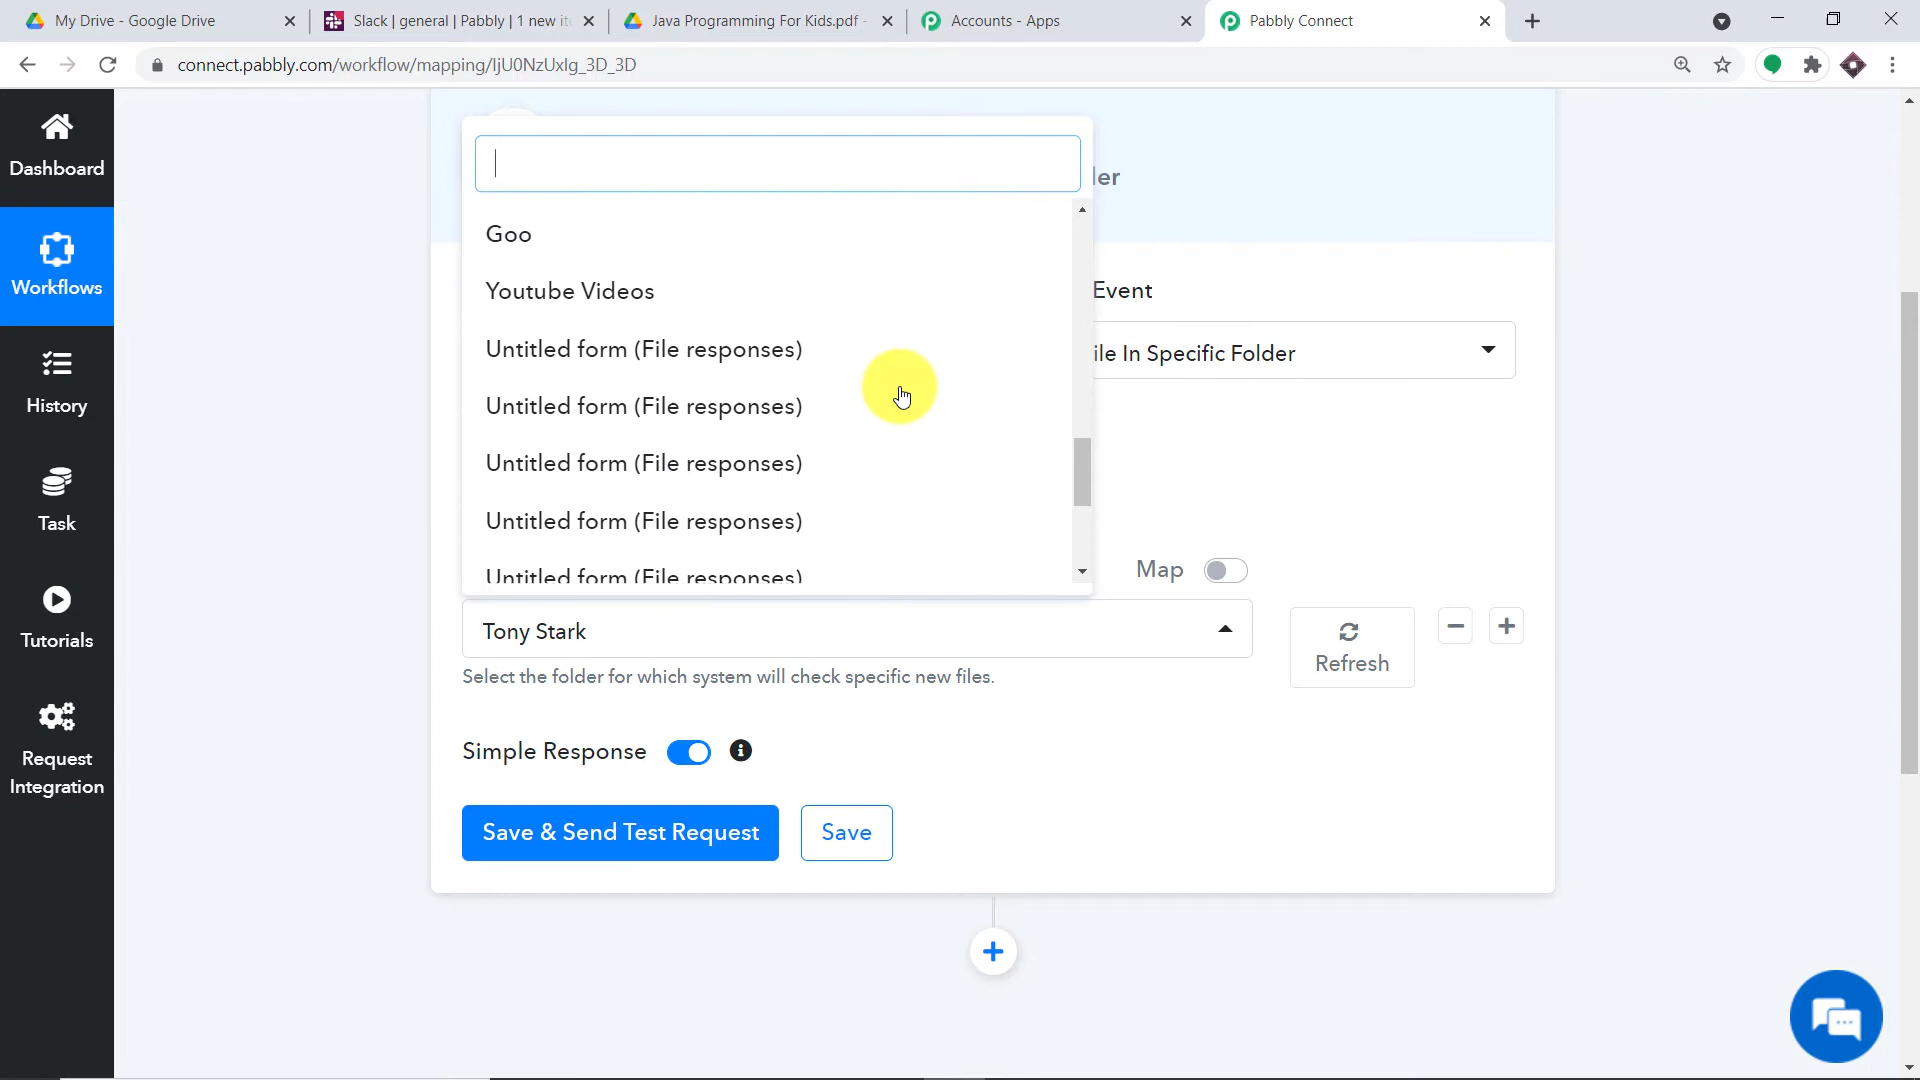 My Drive - Google Drive
Slack | general | Pabbly | 1 new it
Java Programming For Kids.pdf -
Accounts - Apps
Pabbly Connect
connect.pabbly.com/workflow/mapping/IjU0NzUxIg_3D_3D
Dashboard
Workflows
History
Task
Tutorials
Request
Integration
ler
Goo
Youtube Videos
Untitled form (File responses)
Untitled form (File responses)
Untitled form (File responses)
Untitled form (File responses)
Untitled form (File responses)
Event
ile In Specific Folder
Map
Tony Stark
Refresh
Select the folder for which system will check specific new files.
Simple Response
Save & Send Test Request
Save